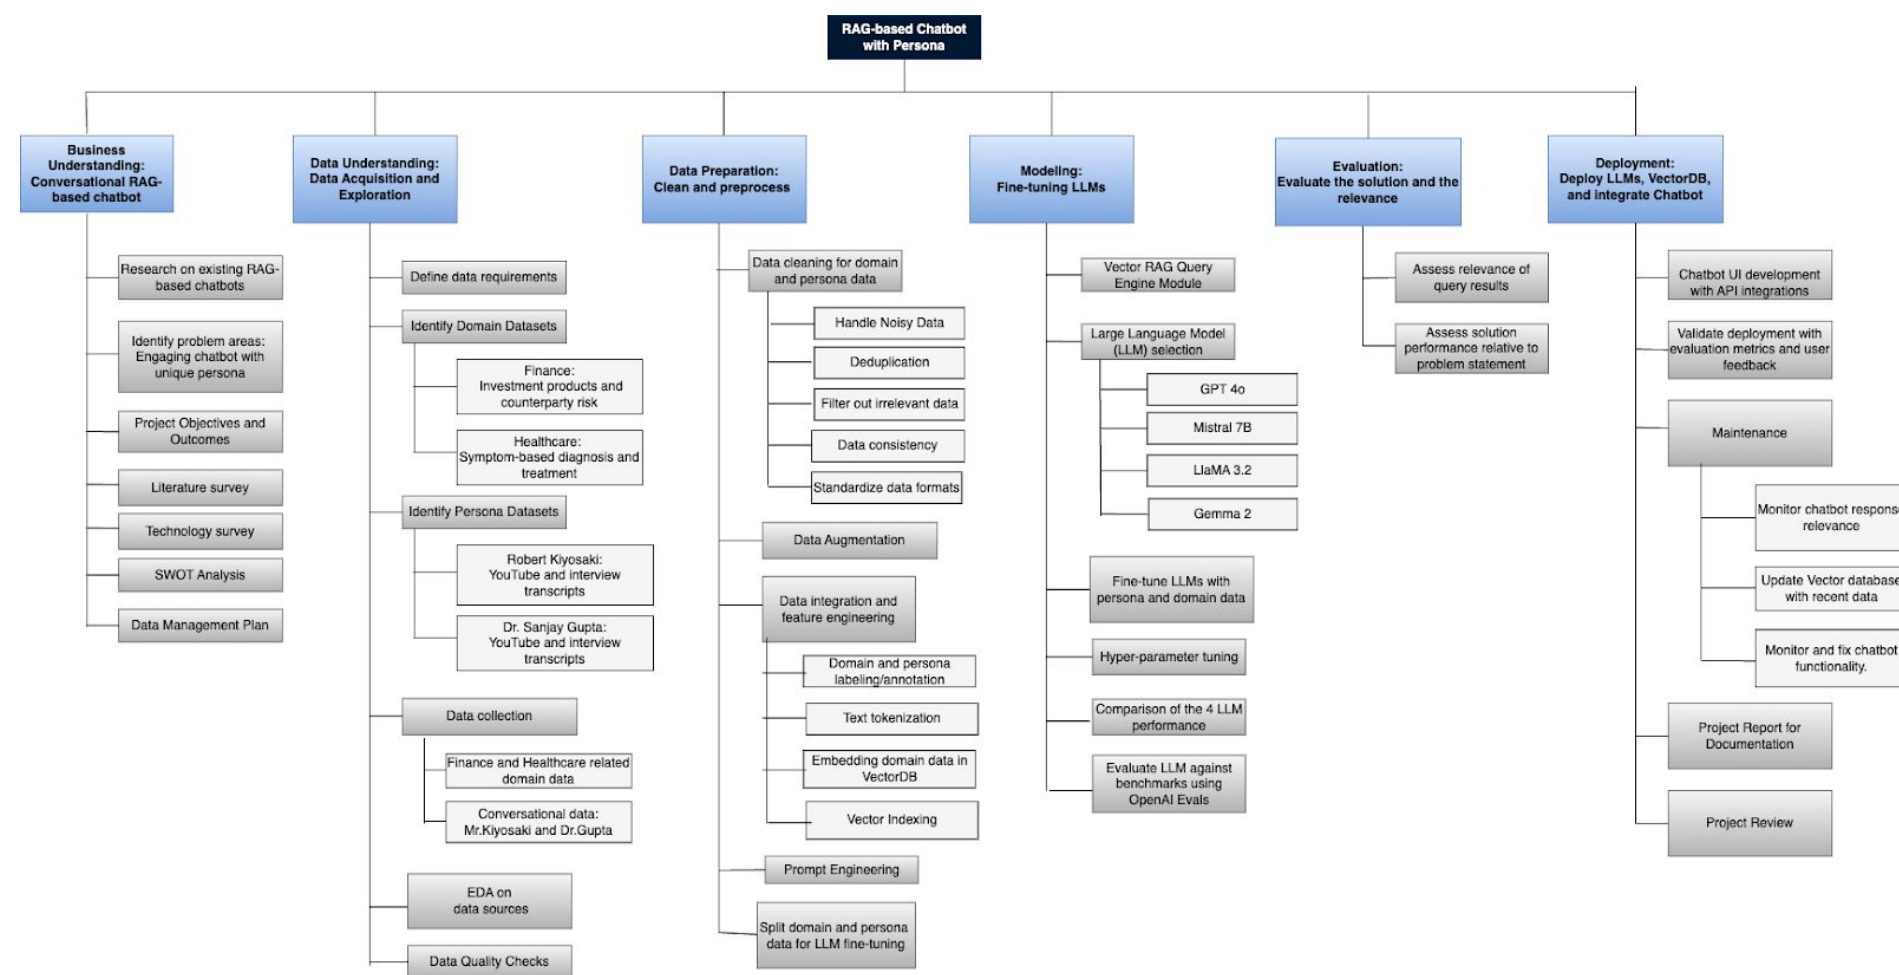 RAG-based Chatbot
with Persona
Business
Understanding:
Conversational RAG-
based chatbot
Research on existing RAG-
based chatbots
Identify problem areas:
Engaging chatbot with
unique persona
Project Objectives and
Outcomes
Literature survey
Technology survey
SWOT Analysis
Data Management Plan
Data Understanding:
Data Acquisition and
Exploration
Define data requirements
Identify Domain Datasets
Finance:
Investment products and
counterparty risk
Healthcare:
Symptom-based diagnosis and
treatment
Identify Persona Datasets
Robert Kiyosaki:
YouTube and interview
transcripts
Dr. Sanjay Gupta:
YouTube and interview
transcripts
Data collection
Finance and Healthcare related
domain data
Conversational data:
Mr.Kiyosaki and Dr.Gupta
EDA on
data sources
Data Quality Checks
Data Preparation:
Clean and preprocess
Data cleaning for domain
and persona data
Handle Noisy Data
Deduplication
Filter out irrelevant data
Data consistency
Standardize data formats
Data Augmentation
Data integration and
feature engineering
Domain and persona
labeling/annotation
Text tokenization
Embedding domain data in
VectorDB
Vector Indexing
Prompt Engineering
Split domain and persona
data for LLM fine-tuning
Modeling:
Fine-tuning LLMs
Vector RAG Query
Engine Module
Large Language Model
(LLM) selection
GPT 4o
Mistral 7B
LlaMA 3.2
Gemma 2
Fine-tune LLMs with
persona and domain data
Hyper-parameter tuning
Comparison of the 4 LLM
performance
Evaluate LLM against
benchmarks using
OpenAI Evals
Evaluation:
Evaluate the solution and the
relevance
Assess relevance of
query results
Assess solution
performance relative to
problem statement
Deployment:
Deploy LLMs, VectorDB,
and integrate Chatbot
Chatbot UI development
with API integrations
Validate deployment with
evaluation metrics and user
feedback
Maintenance
Monitor chatbot response
relevance
Update Vector database
with recent data
Monitor and fix chatbot
functionality.
Project Report for
Documentation
Project Review